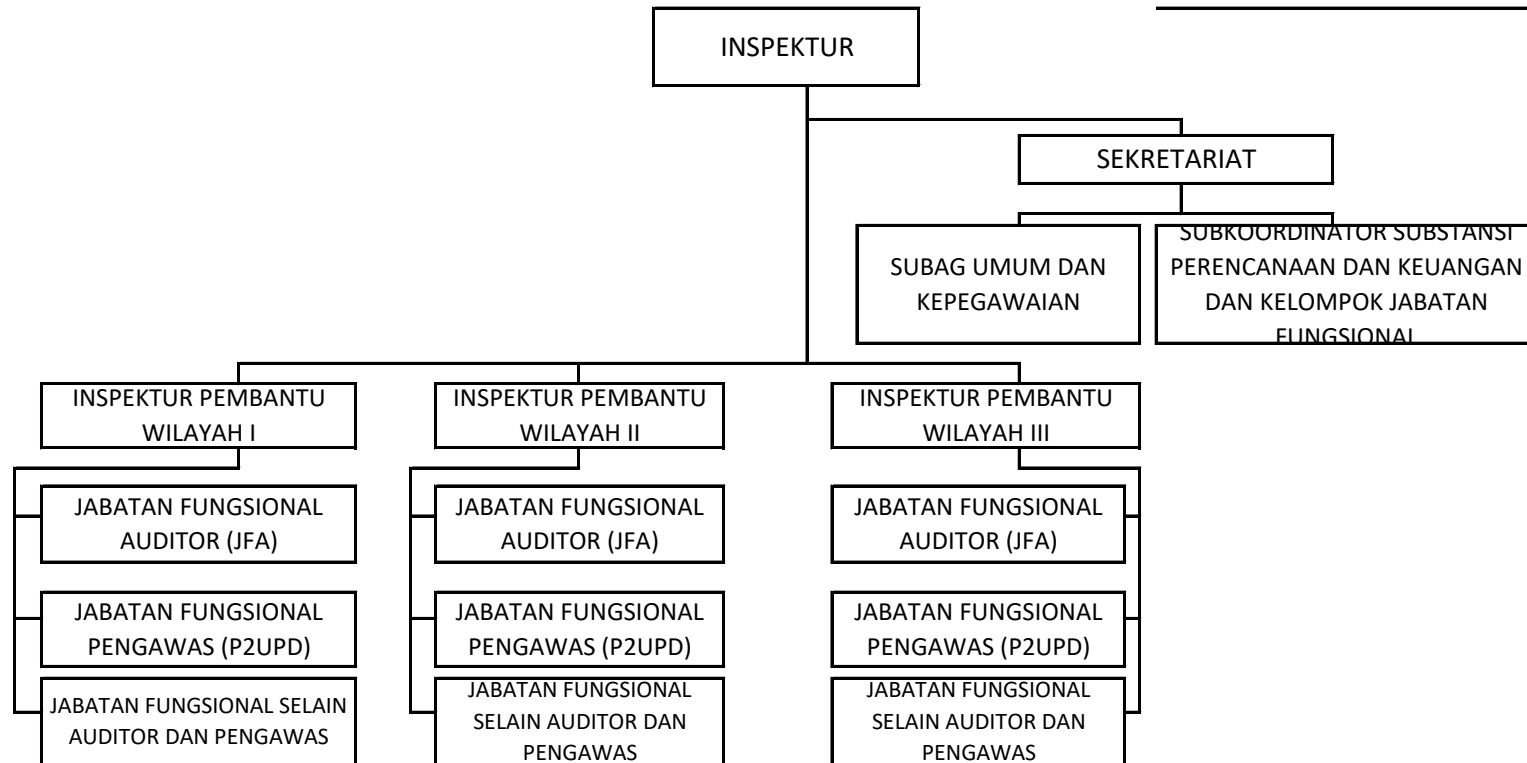 INSPEKTUR
SEKRETARIAT
SUBAG UMUM DAN
KEPEGAWAIAN
SUBKOORDINATOR SUBSTANSI
PERENCANAAN DAN KEUANGAN
DAN KELOMPOK JABATAN
FUNGSIONAL
INSPEKTUR PEMBANTU
WILAYAH I
INSPEKTUR PEMBANTU
WILAYAH II
INSPEKTUR PEMBANTU
WILAYAH III
JABATAN FUNGSIONAL
AUDITOR (JFA)
JABATAN FUNGSIONAL
AUDITOR (JFA)
JABATAN FUNGSIONAL
AUDITOR (JFA)
JABATAN FUNGSIONAL
PENGAWAS (P2UPD)
JABATAN FUNGSIONAL
PENGAWAS (P2UPD)
JABATAN FUNGSIONAL
PENGAWAS (P2UPD)
JABATAN FUNGSIONAL SELAIN
AUDITOR DAN PENGAWAS
JABATAN FUNGSIONAL
SELAIN AUDITOR DAN
PENGAWAS
JABATAN FUNGSIONAL
SELAIN AUDITOR DAN
PENGAWAS